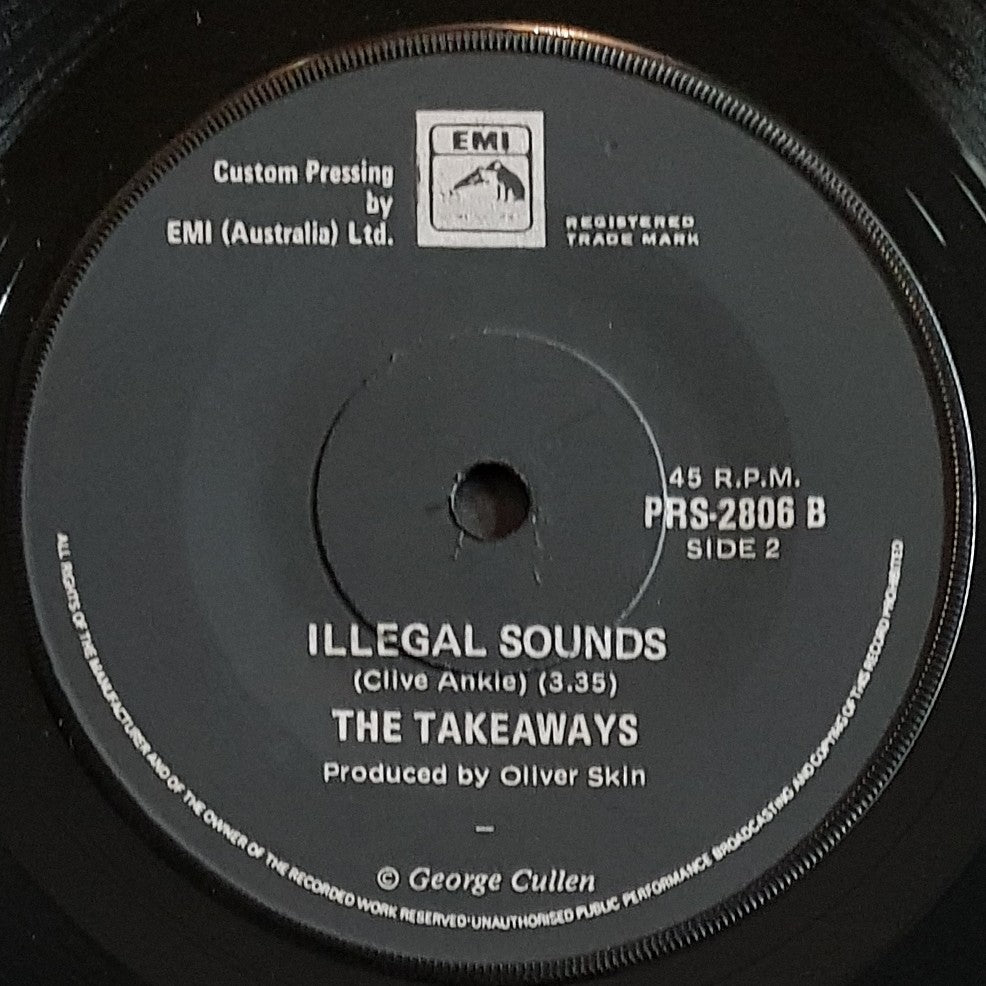 EMI
Custom Pressing
by
EMI (Australia) Ltd.
REGISTERED
TRADE MARK
45 R.P.M.
PRS-2806 B
SIDE 2
ILLEGAL SOUNDS
(Clive Ankie) (3.35)
THE TAKEAWAYS
Produced by Oliver Skin
–
© George Cullen
ALL RIGHTS OF THE MANUFACTURER AND OF THE OWNER OF THE RECORDED WORK RESERVED·UNAUTHORISED PUBLIC PERFORMANCE BROADCASTING AND COPYING OF THIS RECORD PROHIBITED